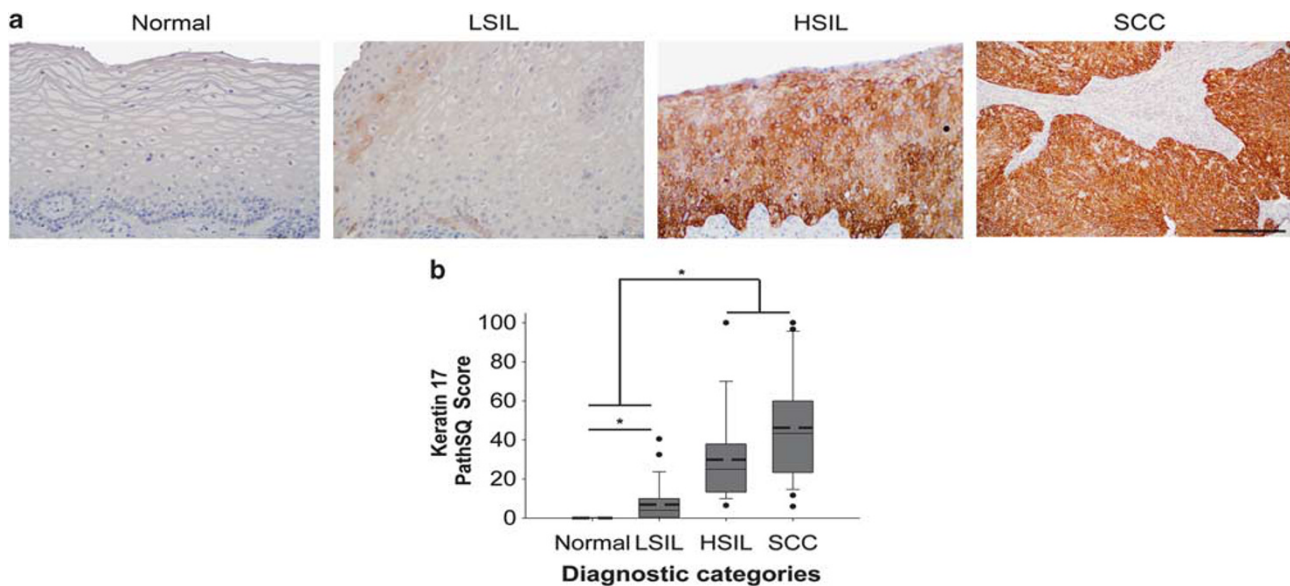 a
Normal LSIL HSIL SCC
b
*
*
Keratin 17
PathSQ Score
100
80
60
40
20
0
Normal LSIL HSIL SCC
Diagnostic categories